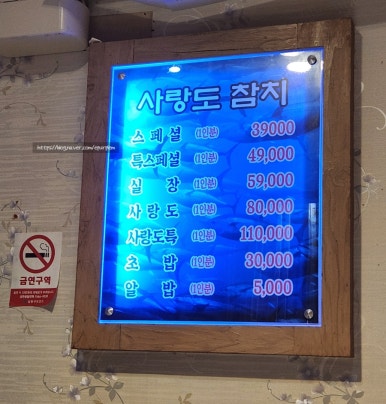 사랑도 참치
스페셜 (1인분) 39000
특스페셜 (1인분) 49,000
실 장 (1인분) 59,000
사 랑 도 (1인분) 80,000
사랑도특 (1인분) 110,000
초 밥 (1인분) 30,000
알 밥 (1인분) 5,000
금연구역